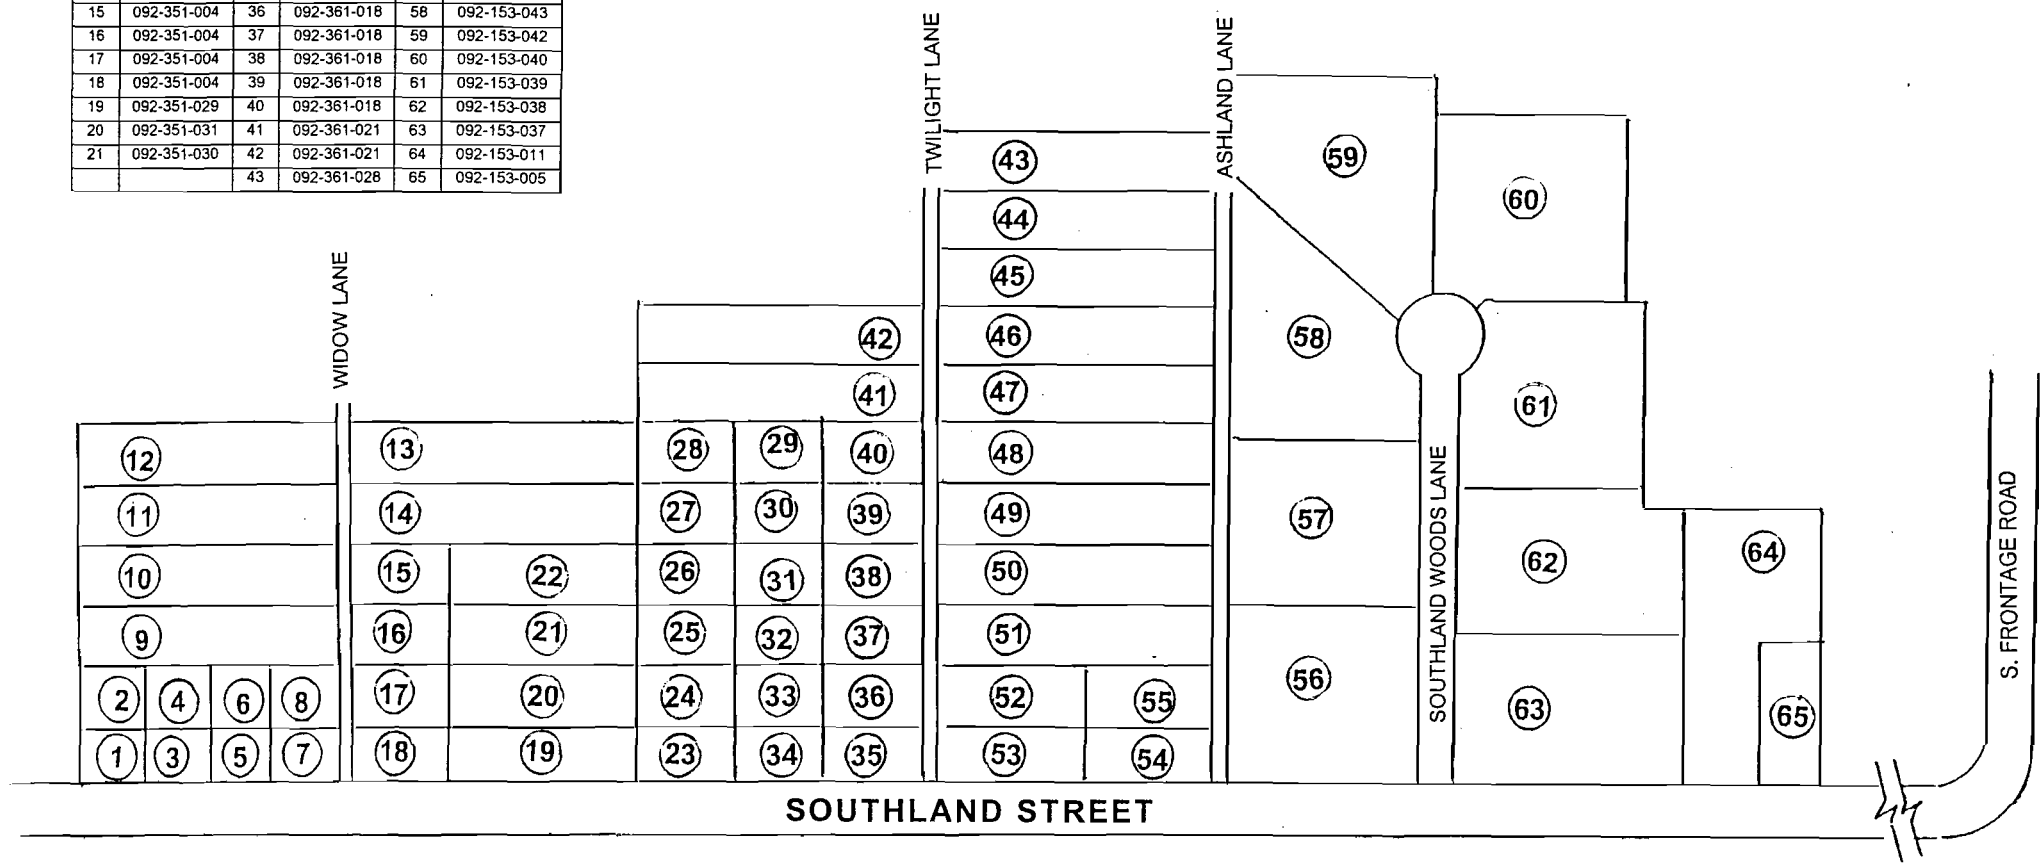 15 092-351-004 36 092-361-018 58 092-153-043
16 092-351-004 37 092-361-018 59 092-153-042
17 092-351-004 38 092-361-018 60 092-153-040
18 092-351-004 39 092-361-018 61 092-153-039
19 092-351-029 40 092-361-018 62 092-153-038
20 092-351-031 41 092-361-021 63 092-153-037
21 092-351-030 42 092-361-021 64 092-153-011
43 092-361-028 65 092-153-005
WIDOW LANE
TWILIGHT LANE
ASHLAND LANE
43 59
44 60
45
42 46 58
41 47 61
12 13 28 29 40 48
11 14 27 30 39 49 57
10 15 22 26 31 38 50 62 64
9 16 21 25 32 37 51
2 4 6 8 17 20 24 33 36 52 55 56
1 3 5 7 18 19 23 34 35 53 54 63 65
SOUTHLAND WOODS LANE
S. FRONTAGE ROAD
SOUTHLAND STREET